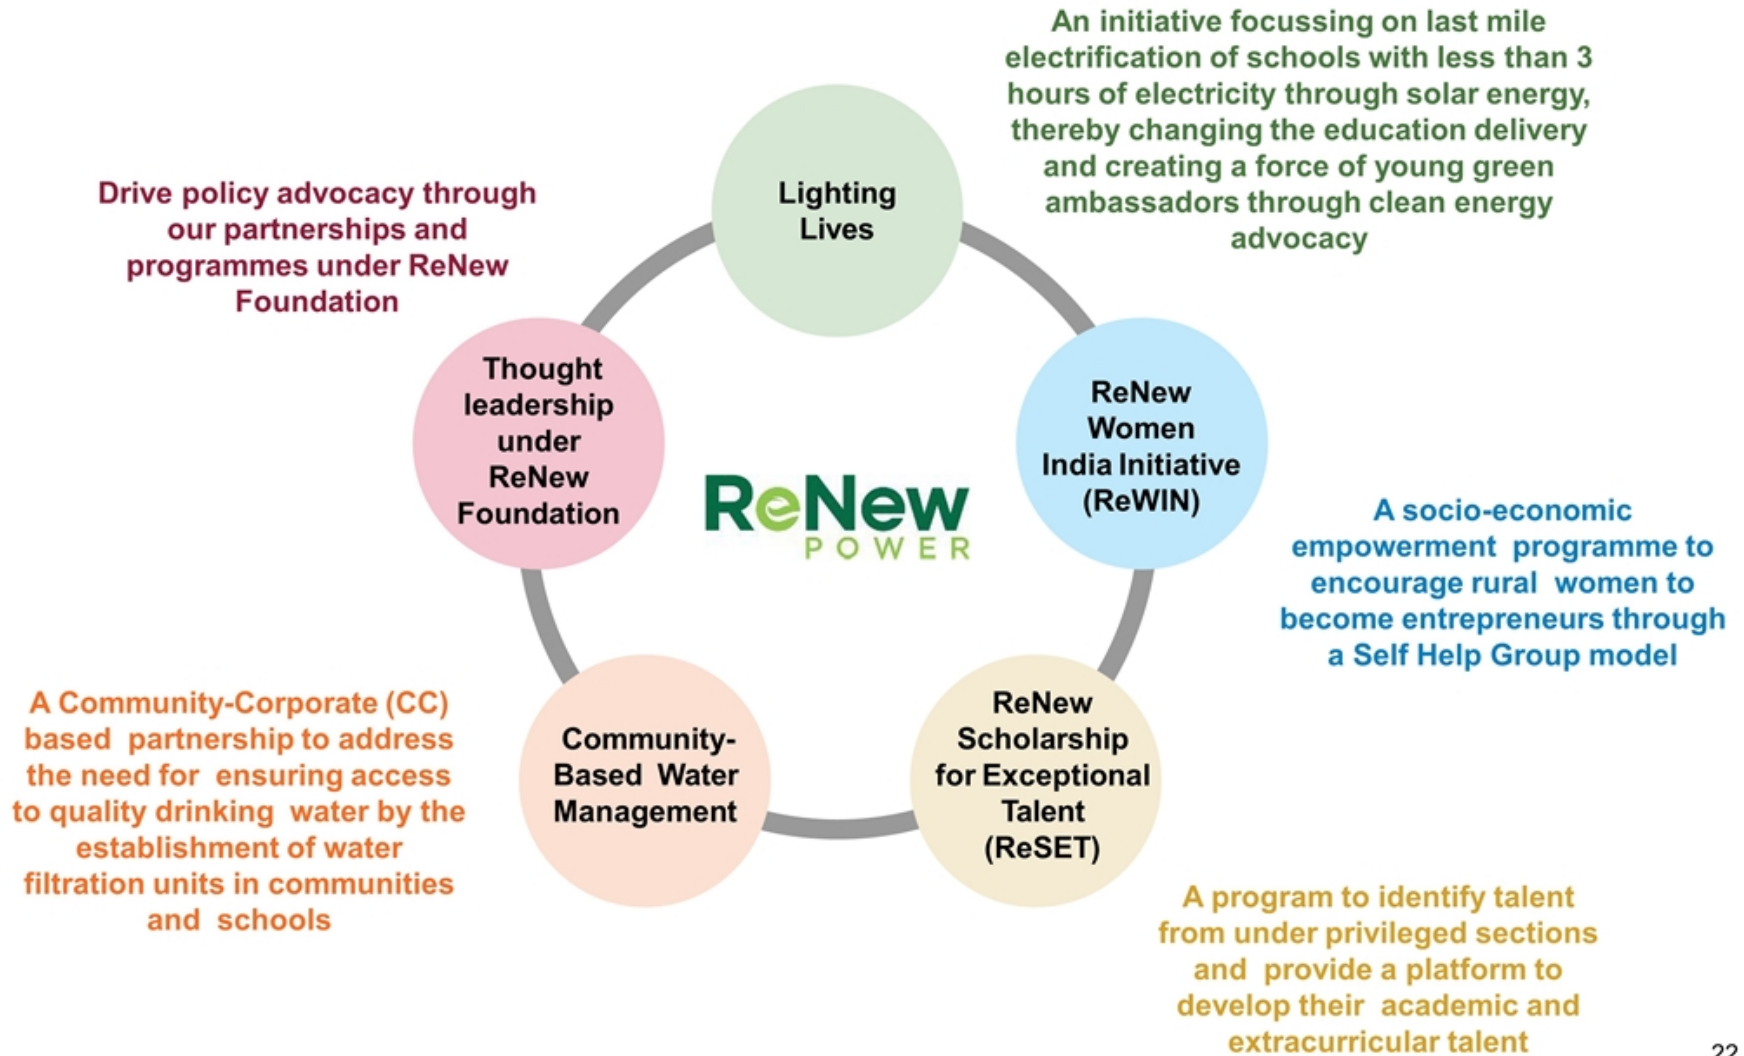 An initiative focussing on last mile
electrification of schools with less than 3
hours of electricity through solar energy,
thereby changing the education delivery
and creating a force of young green
ambassadors through clean energy
advocacy
Lighting
Lives
Drive policy advocacy through
our partnerships and
programmes under ReNew
Foundation
Thought
leadership
under
ReNew
Foundation
ReNew
Women
India Initiative
(ReWIN)
ReNew
POWER
A socio-economic
empowerment programme to
encourage rural women to
become entrepreneurs through
a Self Help Group model
A Community-Corporate (CC)
based partnership to address
the need for ensuring access
to quality drinking water by the
establishment of water
filtration units in communities
and schools
Community-
Based Water
Management
ReNew
Scholarship
for Exceptional
Talent
(ReSET)
A program to identify talent
from under privileged sections
and provide a platform to
develop their academic and
extracurricular talent
22